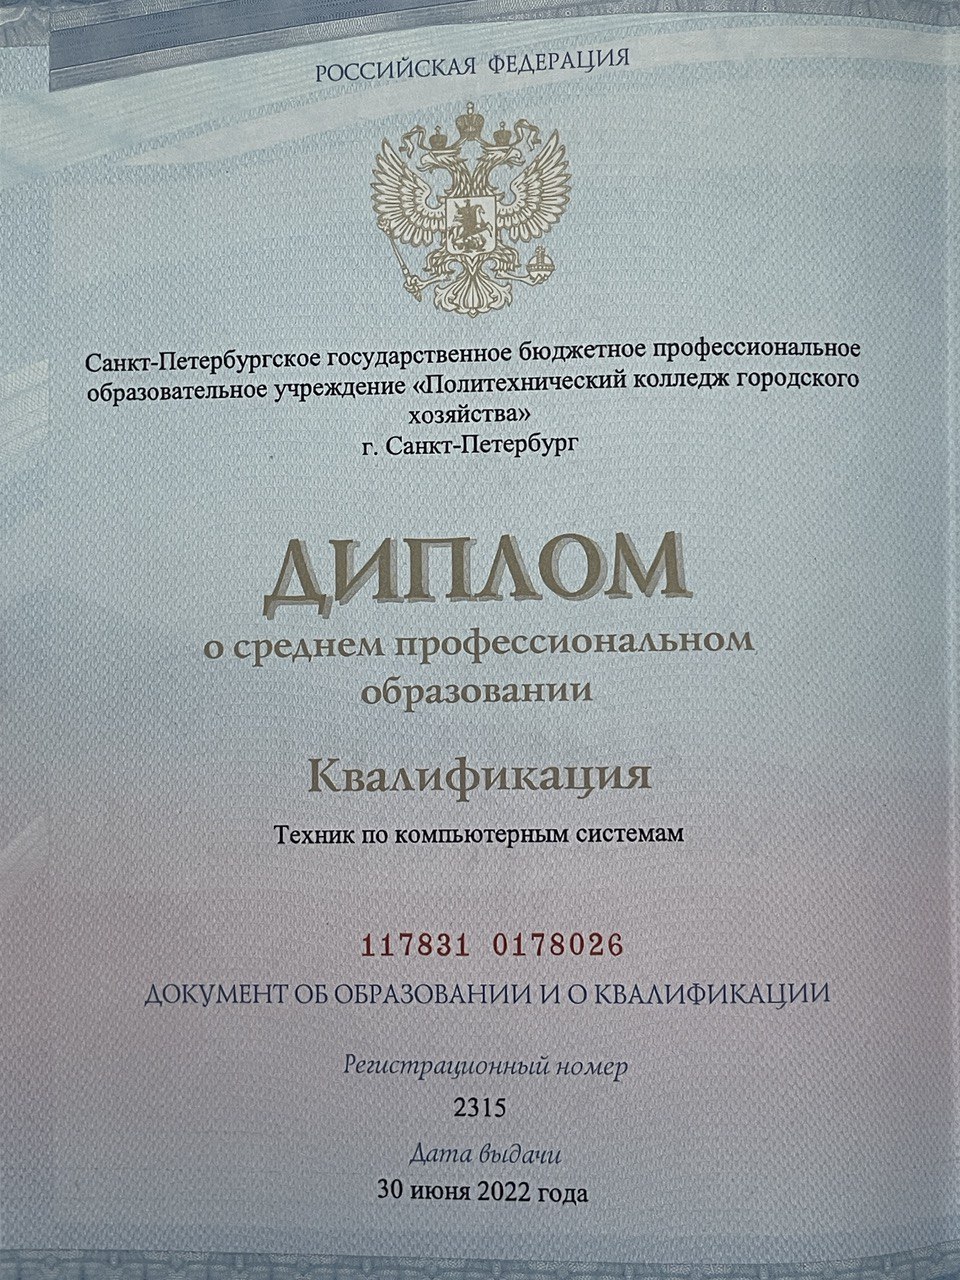 РОССИЙСКАЯ ФЕДЕРАЦИЯ
Санкт-Петербургское государственное бюджетное профессиональное
образовательное учреждение «Политехнический колледж городского
хозяйства»
г. Санкт-Петербург
ДИПЛОМ
о среднем профессиональном
образовании
Квалификация
Техник по компьютерным системам
117831 0178026
ДОКУМЕНТ ОБ ОБРАЗОВАНИИ И О КВАЛИФИКАЦИИ
Регистрационный номер
2315
Дата выдачи
30 июня 2022 года